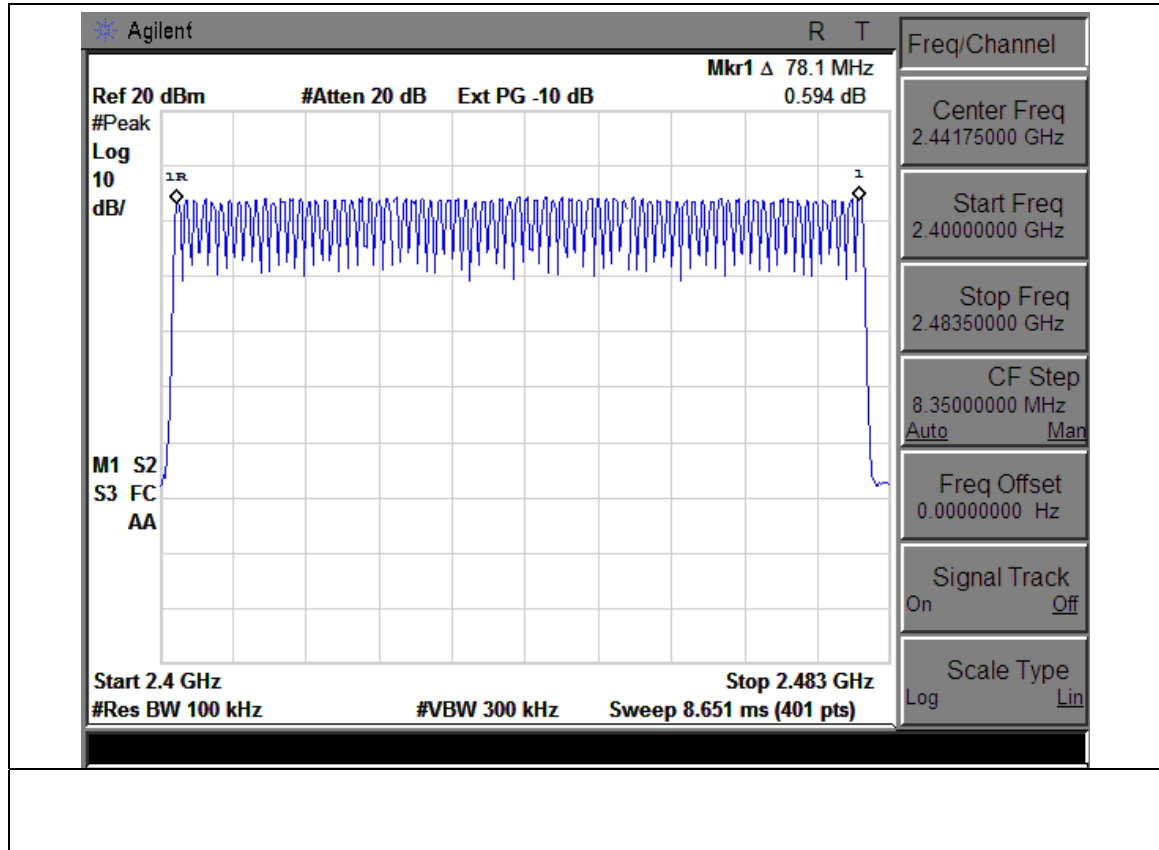 Agilent R T
Mkr1 Δ 78.1 MHz
Ref 20 dBm #Atten 20 dB Ext PG -10 dB 0.594 dB
#Peak
Log
10
dB/
1R
1
M1 S2
S3 FC
AA
Start 2.4 GHz Stop 2.483 GHz
#Res BW 100 kHz #VBW 300 kHz Sweep 8.651 ms (401 pts)
Freq/Channel
Center Freq
2.44175000 GHz
Start Freq
2.40000000 GHz
Stop Freq
2.48350000 GHz
CF Step
8.35000000 MHz
Auto Man
Freq Offset
0.00000000 Hz
Signal Track
On Off
Scale Type
Log Lin